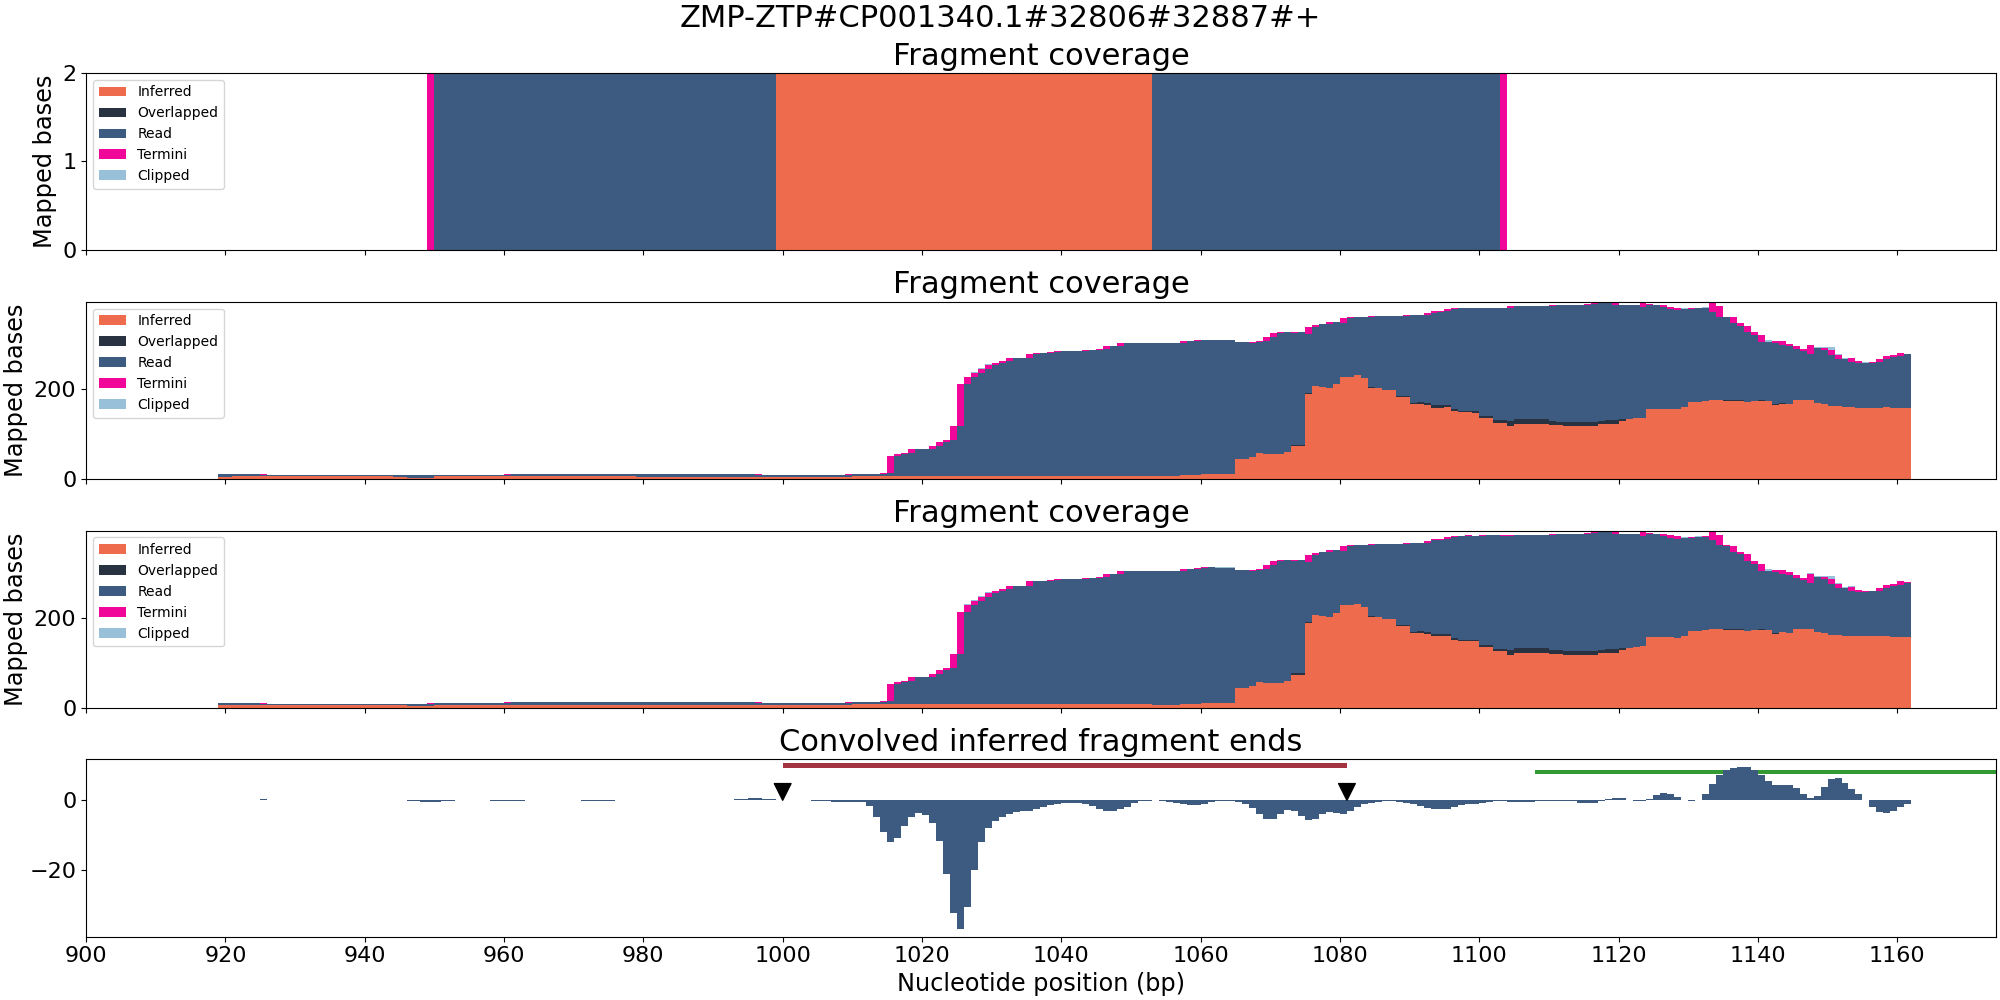 ZMP-ZTP#CP001340.1#32806#32887#+
Fragment coverage
Mapped bases
2
1
0
Inferred
Overlapped
Read
Termini
Clipped
Fragment coverage
Mapped bases
200
0
Inferred
Overlapped
Read
Termini
Clipped
Fragment coverage
Mapped bases
200
0
Inferred
Overlapped
Read
Termini
Clipped
Convolved inferred fragment ends
0
−20
900 920 940 960 980 1000 1020 1040 1060 1080 1100 1120 1140 1160
Nucleotide position (bp)